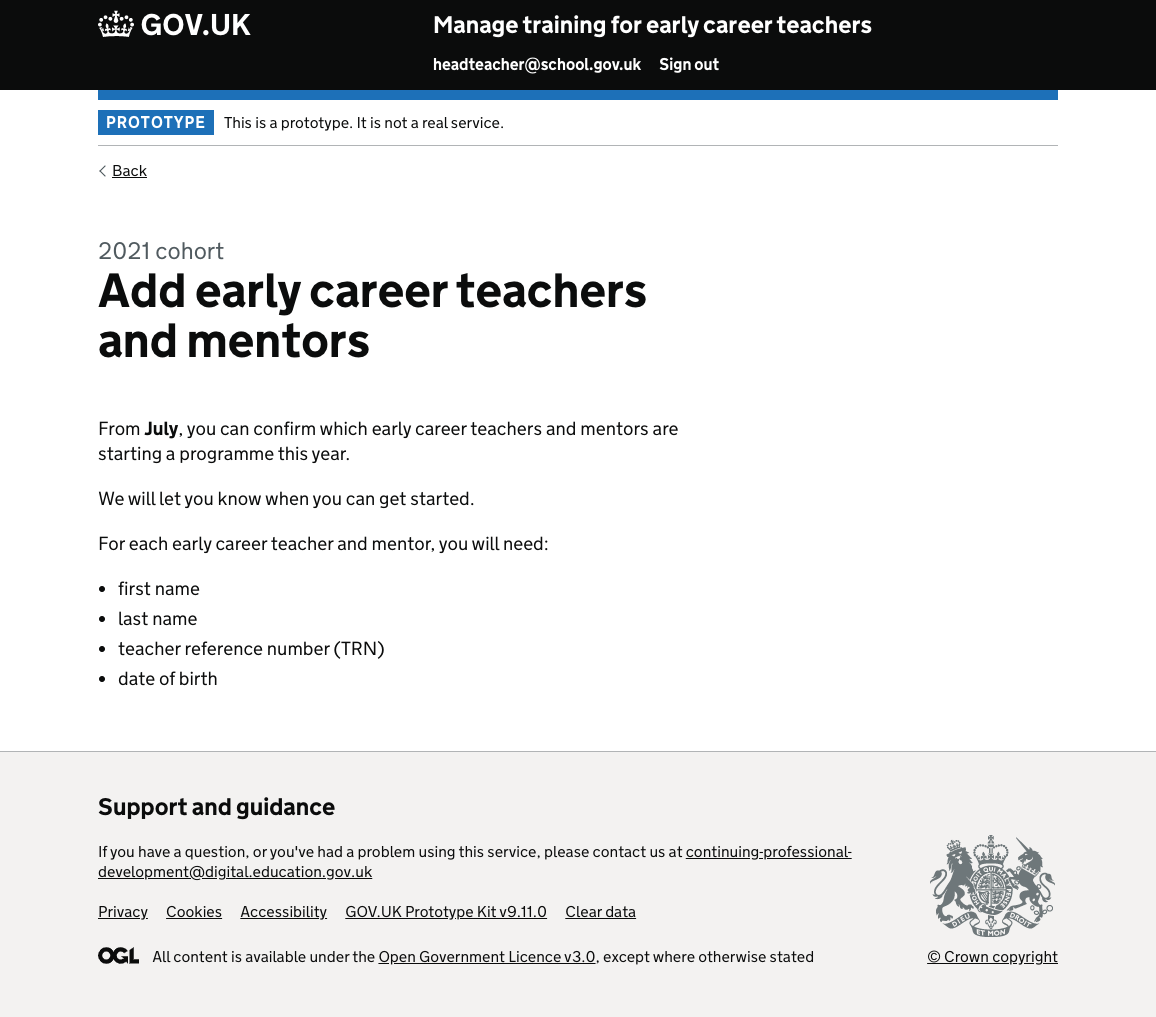 GOV.UK
Manage training for early career teachers
headteacher@school.gov.uk Sign out
PROTOTYPE This is a prototype. It is not a real service.
Back
2021 cohort
Add early career teachers
and mentors
From July, you can confirm which early career teachers and mentors are
starting a programme this year.
We will let you know when you can get started.
For each early career teacher and mentor, you will need:
• first name
• last name
• teacher reference number (TRN)
• date of birth
Support and guidance
If you have a question, or you've had a problem using this service, please contact us at continuing-professional-
development@digital.education.gov.uk
Privacy Cookies Accessibility GOV.UK Prototype Kit v9.11.0 Clear data
DIEU ET MON DROIT
OGL All content is available under the Open Government Licence v3.0, except where otherwise stated
© Crown copyright